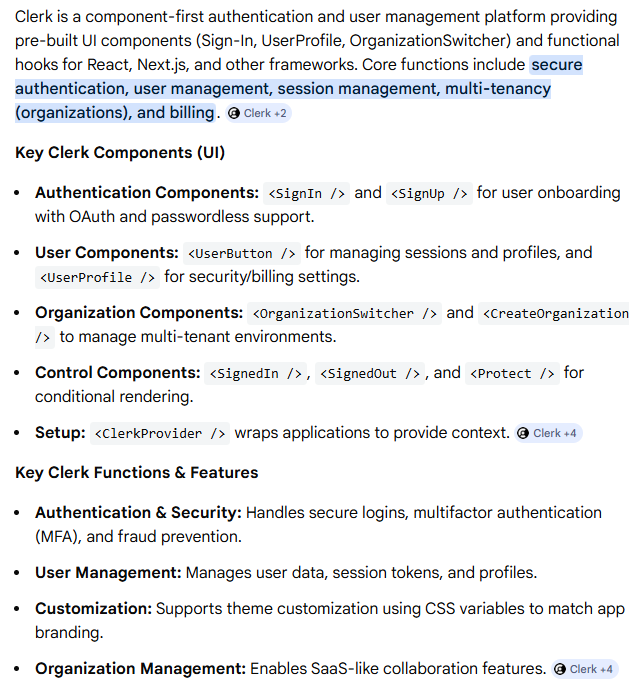 Clerk is a component-first authentication and user management platform providing
pre-built UI components (Sign-In, UserProfile, OrganizationSwitcher) and functional
hooks for React, Next.js, and other frameworks. Core functions include secure
authentication, user management, session management, multi-tenancy
(organizations), and billing. Clerk +2
Key Clerk Components (UI)
• Authentication Components: <SignIn /> and <SignUp /> for user onboarding
with OAuth and passwordless support.
• User Components: <UserButton /> for managing sessions and profiles, and
<UserProfile /> for security/billing settings.
• Organization Components: <OrganizationSwitcher /> and <CreateOrganization
/> to manage multi-tenant environments.
• Control Components: <SignedIn />, <SignedOut />, and <Protect /> for
conditional rendering.
• Setup: <ClerkProvider /> wraps applications to provide context. Clerk +4
Key Clerk Functions & Features
• Authentication & Security: Handles secure logins, multifactor authentication
(MFA), and fraud prevention.
• User Management: Manages user data, session tokens, and profiles.
• Customization: Supports theme customization using CSS variables to match app
branding.
• Organization Management: Enables SaaS-like collaboration features. Clerk +4